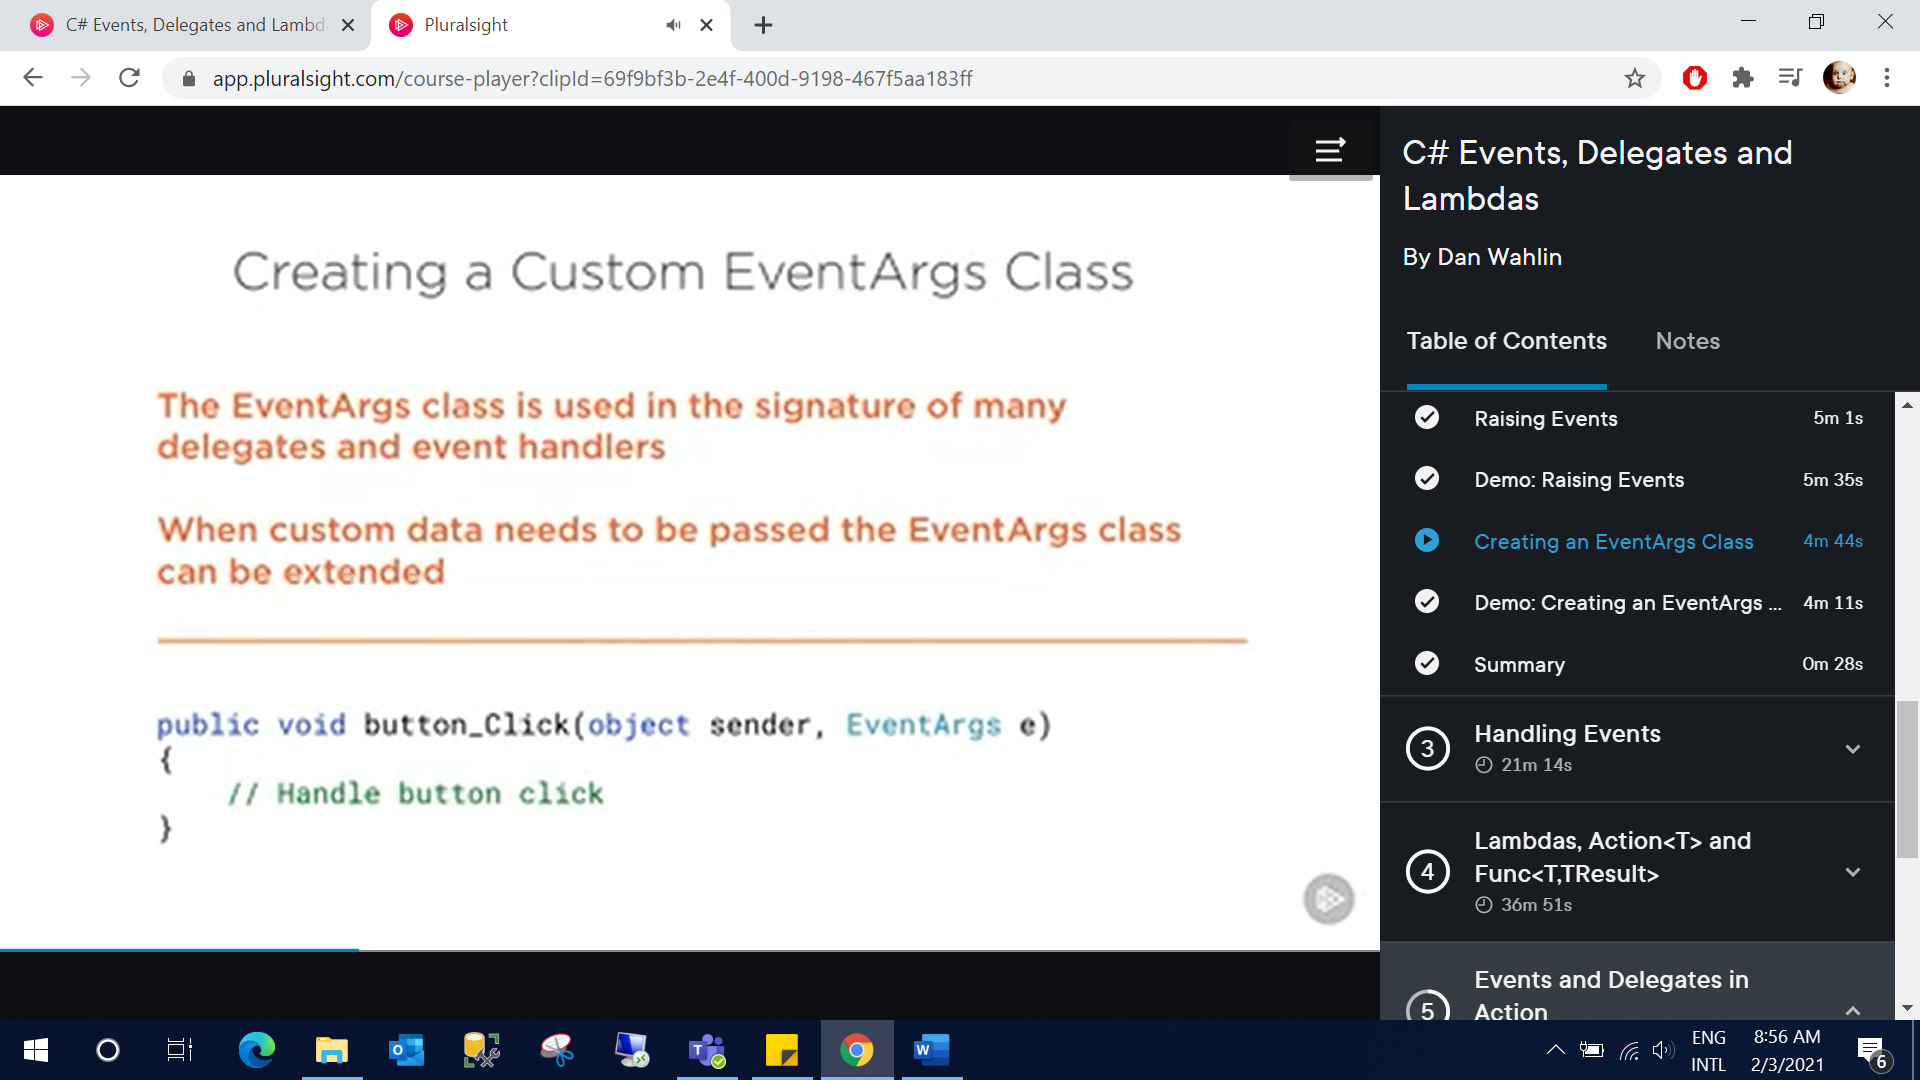 C# Events, Delegates and Lambd
Pluralsight
app.pluralsight.com/course-player?clipId=69f9bf3b-2e4f-400d-9198-467f5aa183ff
Creating a Custom EventArgs Class
The EventArgs class is used in the signature of many
delegates and event handlers
When custom data needs to be passed the EventArgs class
can be extended
public void button_Click(object sender, EventArgs e)
{
// Handle button click
}
C# Events, Delegates and
Lambdas
By Dan Wahlin
Table of Contents
Notes
Raising Events 5m 1s
Demo: Raising Events 5m 35s
Creating an EventArgs Class 4m 44s
Demo: Creating an EventArgs ... 4m 11s
Summary 0m 28s
3 Handling Events
21m 14s
Lambdas, Action<T> and
4 Func<T,TResult>
36m 51s
Events and Delegates in
5 Action
ENG
INTL
8:56 AM
2/3/2021
6